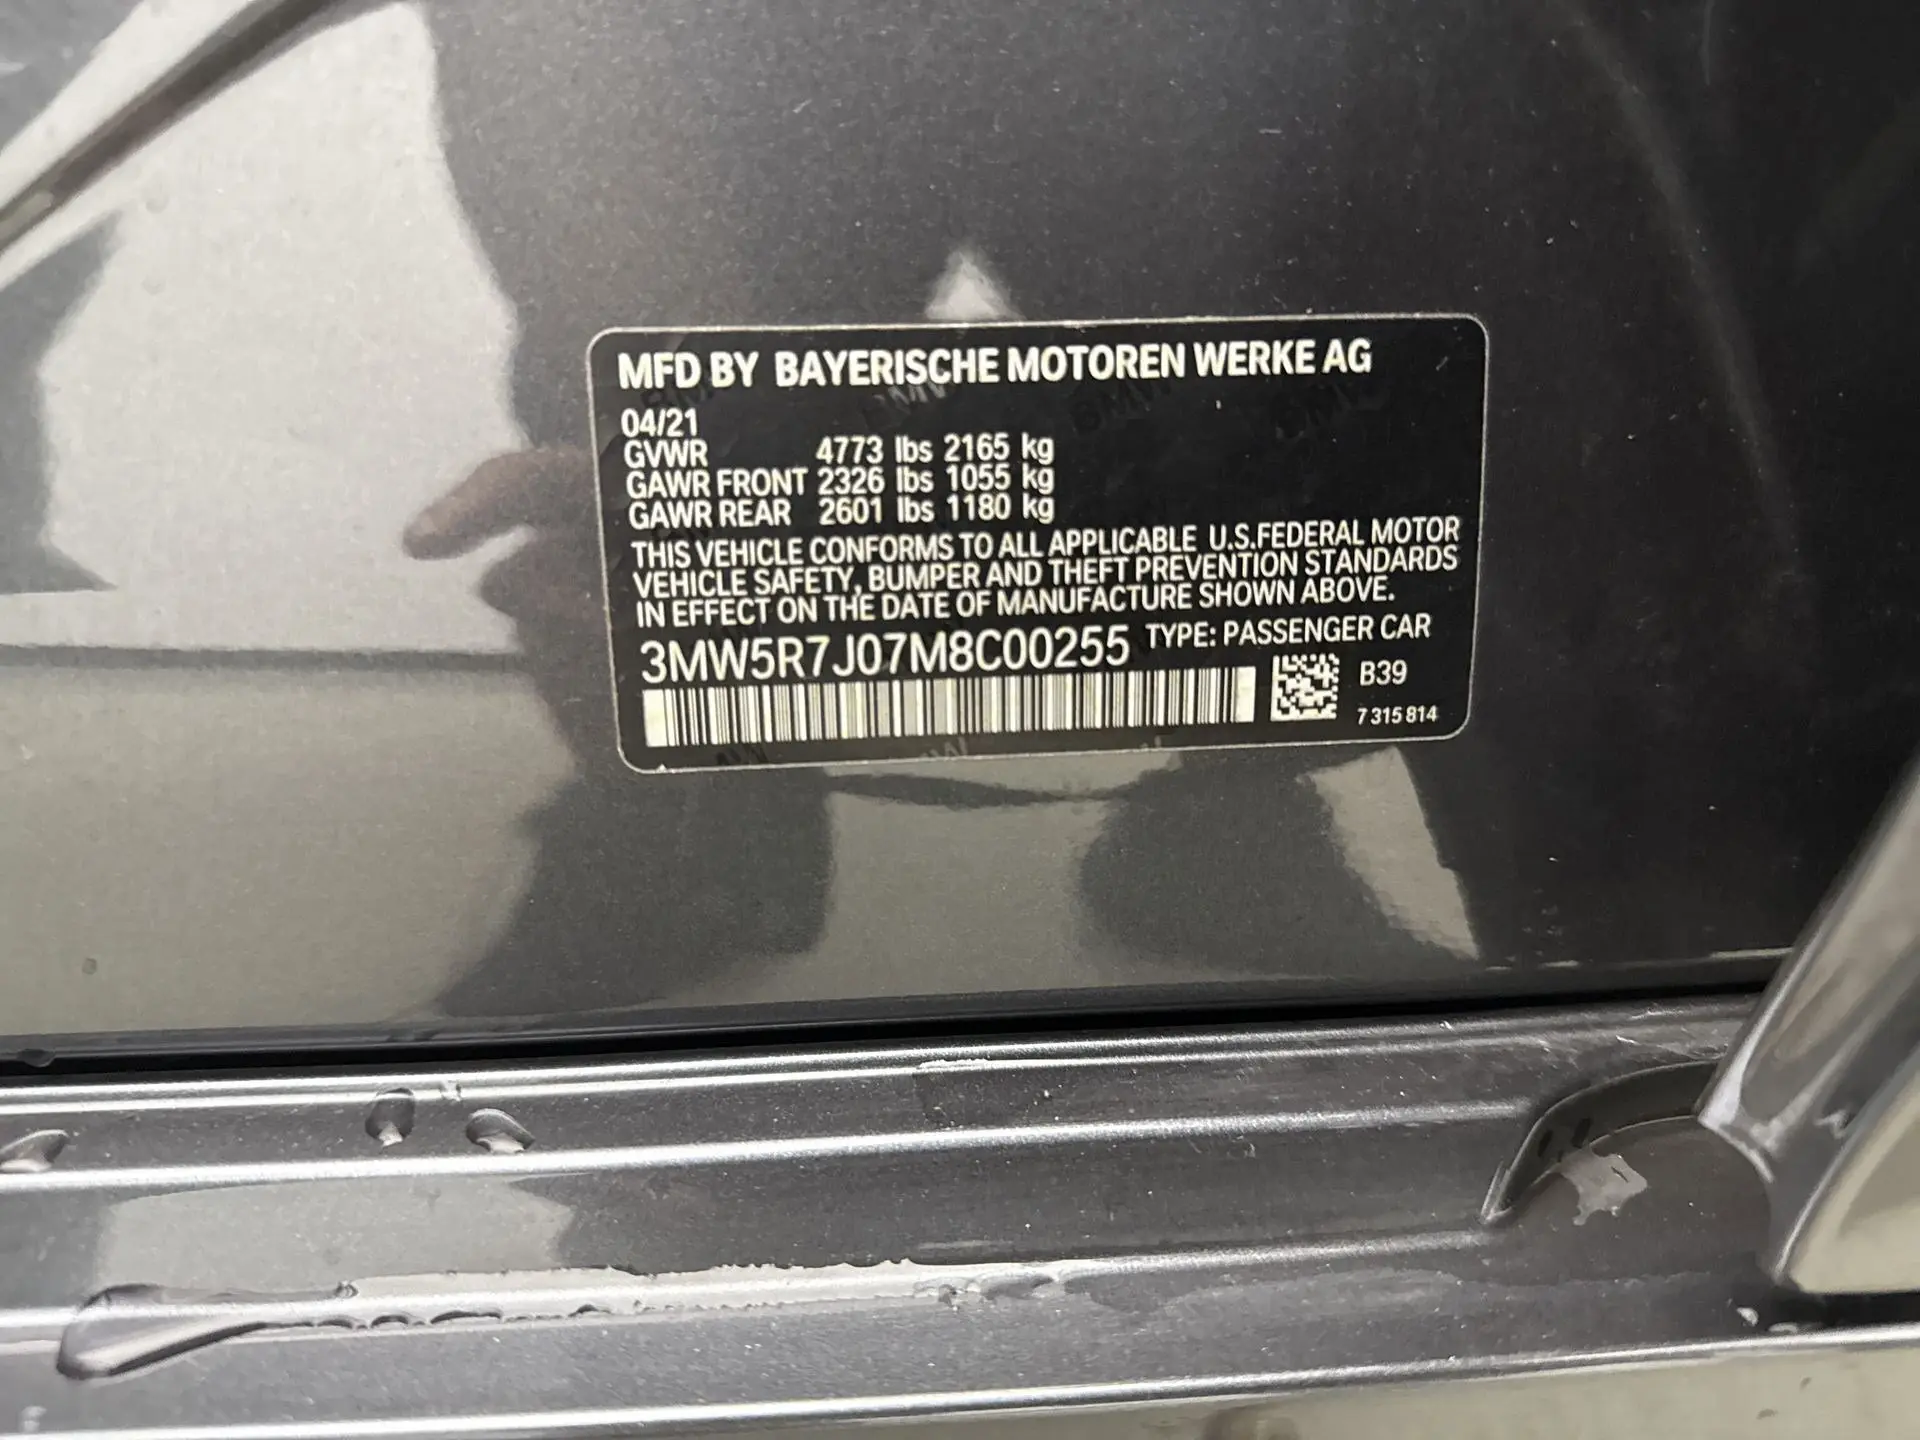 MFD BY BAYERISCHE MOTOREN WERKE AG
04/21
GVWR 4773 lbs 2165 kg
GAWR FRONT 2326 lbs 1055 kg
GAWR REAR 2601 lbs 1180 kg
THIS VEHICLE CONFORMS TO ALL APPLICABLE U.S.FEDERAL MOTOR
VEHICLE SAFETY, BUMPER AND THEFT PREVENTION STANDARDS
IN EFFECT ON THE DATE OF MANUFACTURE SHOWN ABOVE.
3MW5R7J07M8C00255 TYPE: PASSENGER CAR
B39
7 315 814